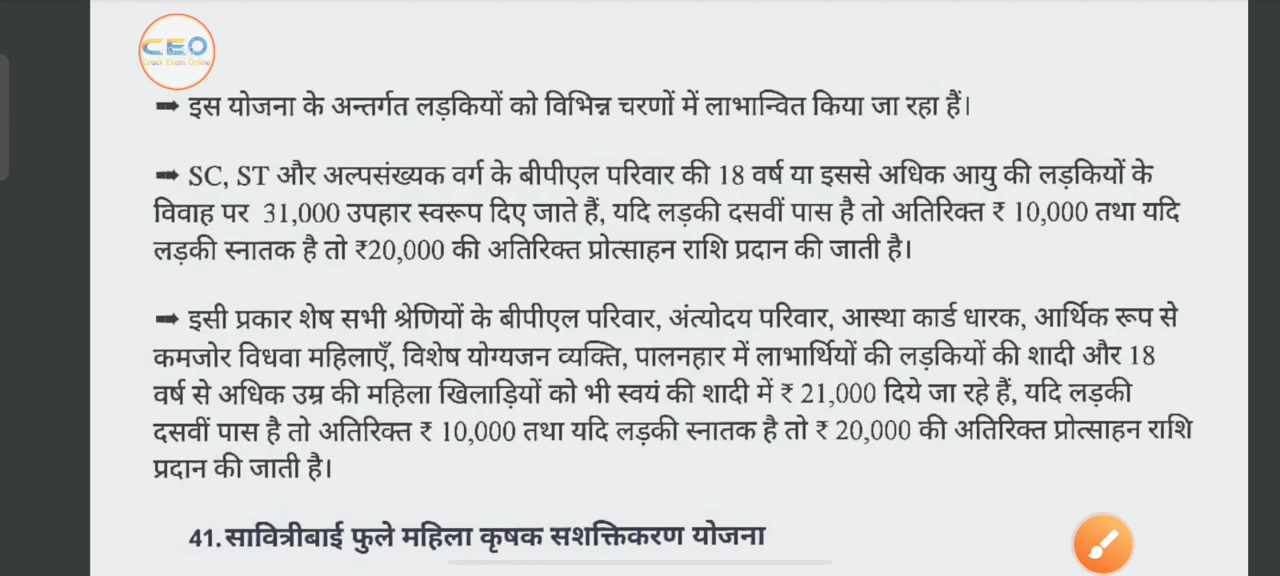 CEO
Crack Exam Online
➡ इस योजना के अन्तर्गत लड़कियों को विभिन्न चरणों में लाभान्वित किया जा रहा हैं।
➡ SC, ST और अल्पसंख्यक वर्ग के बीपीएल परिवार की 18 वर्ष या इससे अधिक आयु की लड़कियों के
विवाह पर 31,000 उपहार स्वरूप दिए जाते हैं, यदि लड़की दसवीं पास है तो अतिरिक्त ₹ 10,000 तथा यदि
लड़की स्नातक है तो ₹20,000 की अतिरिक्त प्रोत्साहन राशि प्रदान की जाती है।
➡ इसी प्रकार शेष सभी श्रेणियों के बीपीएल परिवार, अंत्योदय परिवार, आस्था कार्ड धारक, आर्थिक रूप से
कमजोर विधवा महिलाएँ, विशेष योग्यजन व्यक्ति, पालनहार में लाभार्थियों की लड़कियों की शादी और 18
वर्ष से अधिक उम्र की महिला खिलाड़ियों को भी स्वयं की शादी में ₹ 21,000 दिये जा रहे हैं, यदि लड़की
दसवीं पास है तो अतिरिक्त ₹ 10,000 तथा यदि लड़की स्नातक है तो ₹ 20,000 की अतिरिक्त प्रोत्साहन राशि
प्रदान की जाती है।
41. सावित्रीबाई फुले महिला कृषक सशक्तिकरण योजना